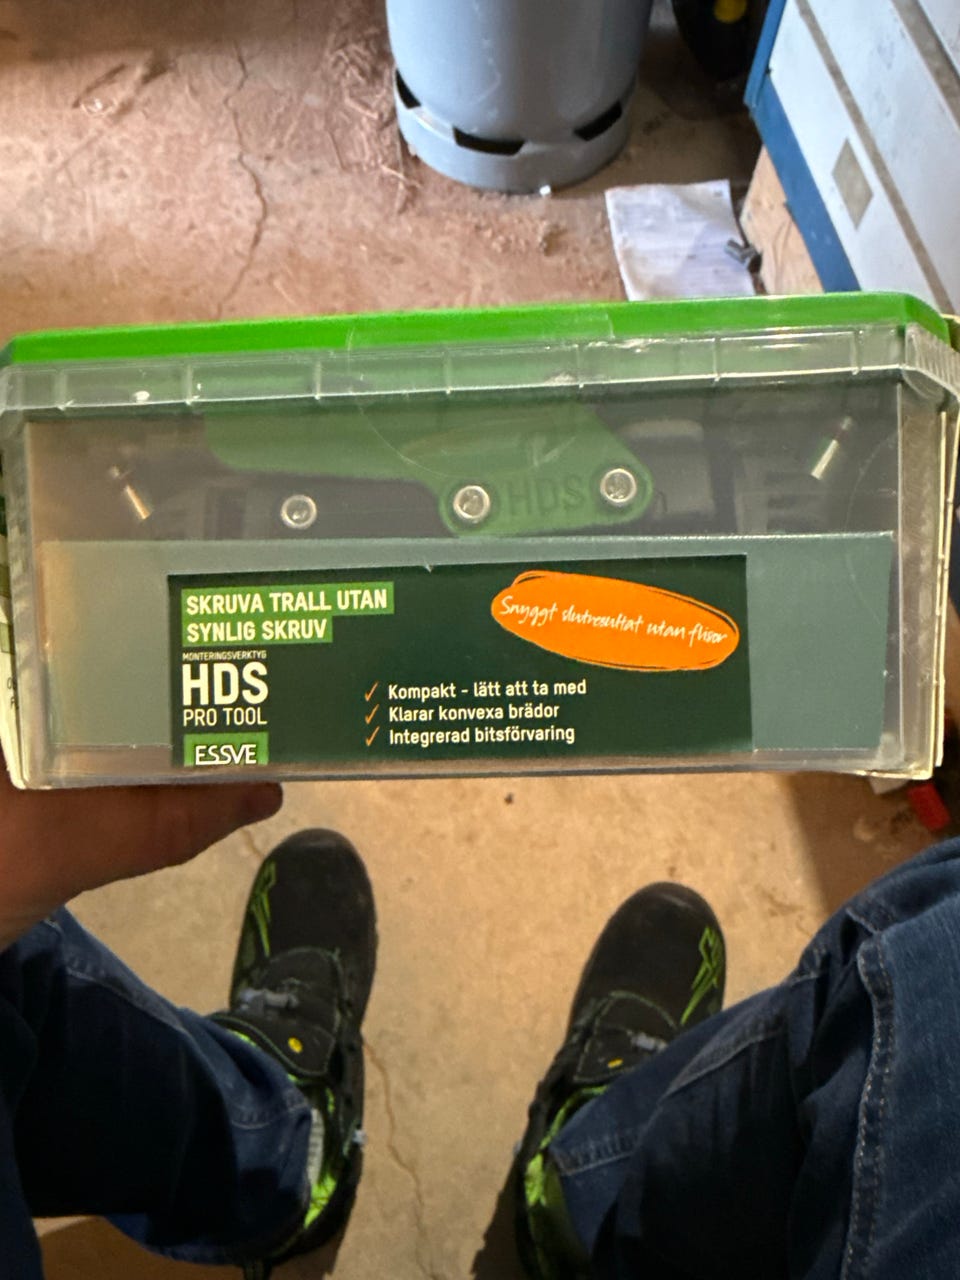 HDS
SKRUVA TRALL UTAN
SYNLIG SKRUV
MONTERINGSVERKTYG
HDS
PRO TOOL
ESSVE
Snyggt slutresultat utan flisor
✓ Kompakt - lätt att ta med
✓ Klarar konvexa brädor
✓ Integrerad bitsförvaring